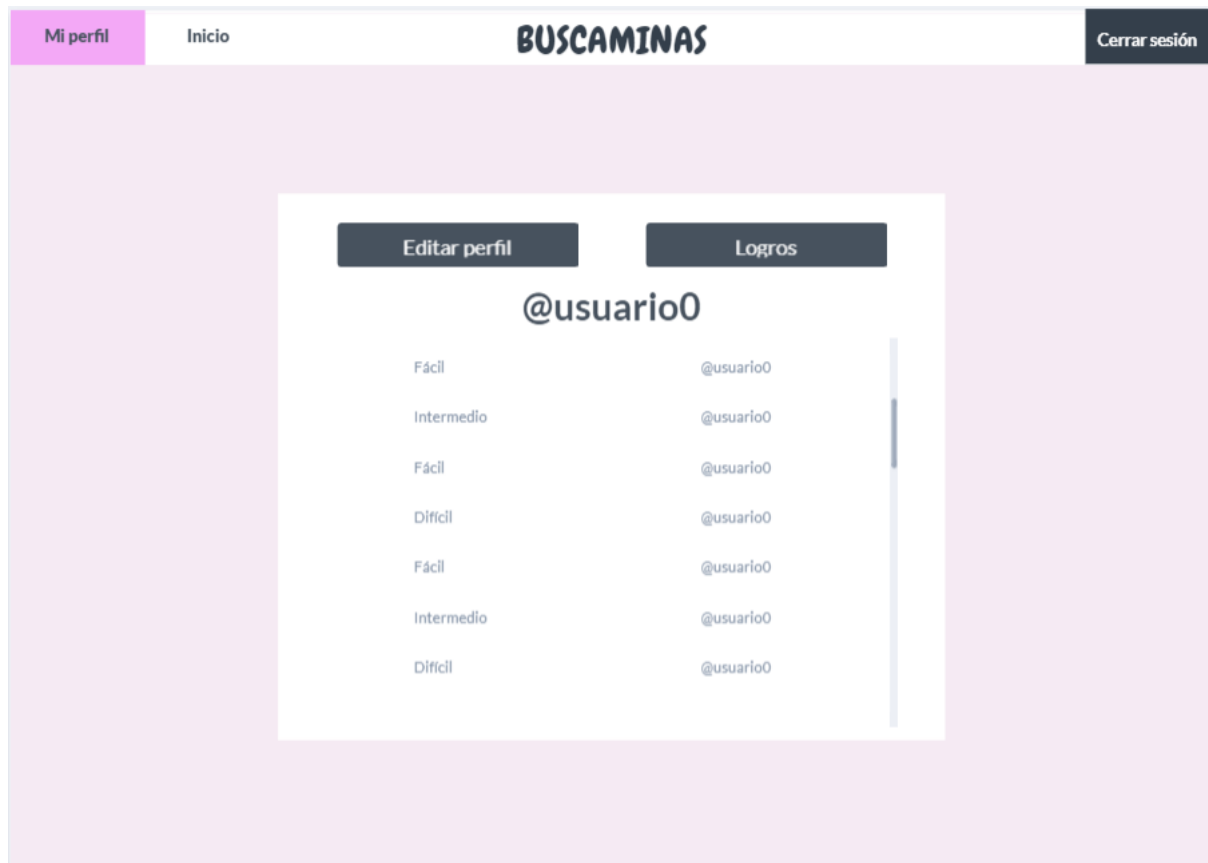 Mi perfil Inicio BUSCAMINAS Cerrar sesión
Editar perfil Logros
@usuario0
Fácil @usuario0
Intermedio @usuario0
Fácil @usuario0
Difícil @usuario0
Fácil @usuario0
Intermedio @usuario0
Difícil @usuario0